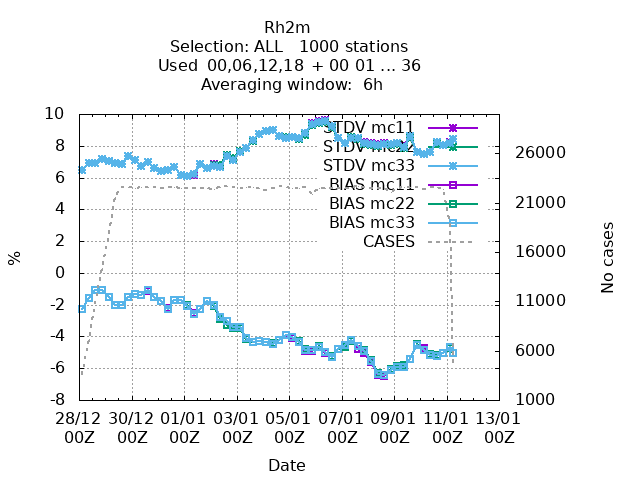 Rh2m
Selection: ALL   1000 stations
Used  00,06,12,18 + 00 01 ... 36
Averaging window:  6h
10
8
6
4
2
0
-2
-4
-6
-8
%
STDV mc11
STDV mc22
STDV mc33
BIAS mc11
BIAS mc22
BIAS mc33
CASES
26000
21000
16000
11000
6000
1000
No cases
28/12 30/12 01/01 03/01 05/01 07/01 09/01 11/01 13/01
00Z 00Z 00Z 00Z 00Z 00Z 00Z 00Z 00Z
Date